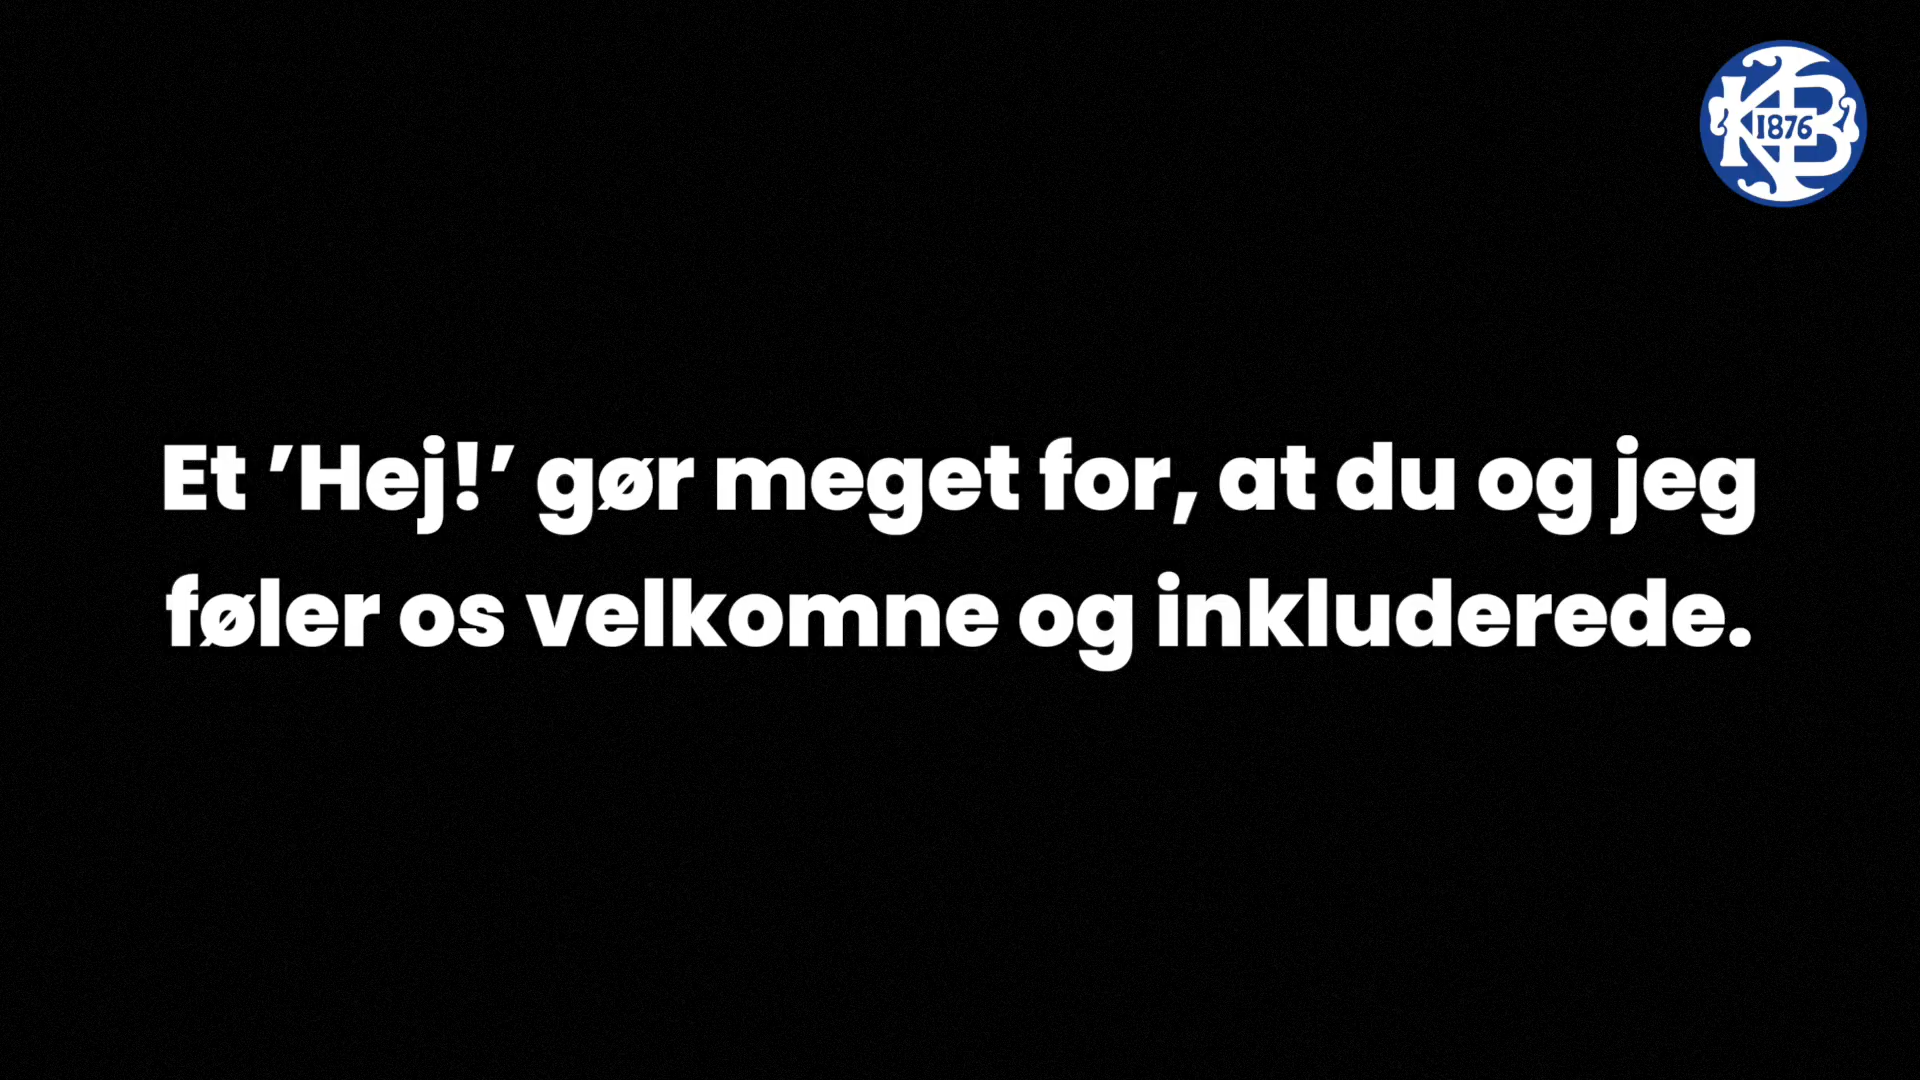 KB
1876
Et ’Hej!’ gør meget for, at du og jeg
føler os velkomne og inkluderede.